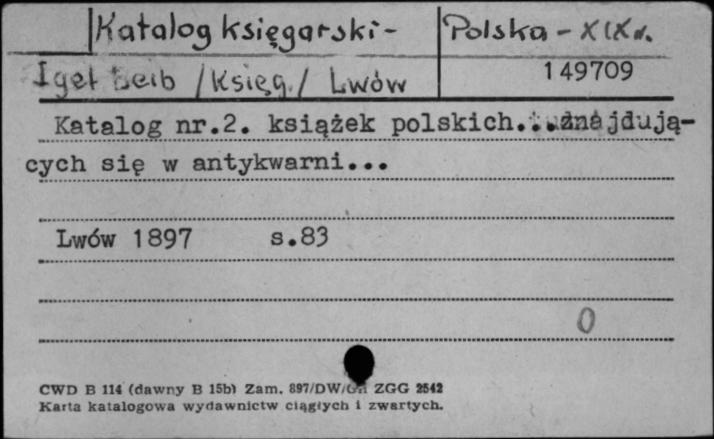 Katalog księgarski- Polska - XIX w.
Igel Leib /Księg./ Lwów 149709
Katalog nr.2. książek polskich... znajdują-
cych się w antykwarni...
Lwów 1897 s.83
0
CWD B 114 (dawny B 15b) Zam. 897/DW/ ZGG 2542
Karta katalogowa wydawnictw ciągłych i zwartych.